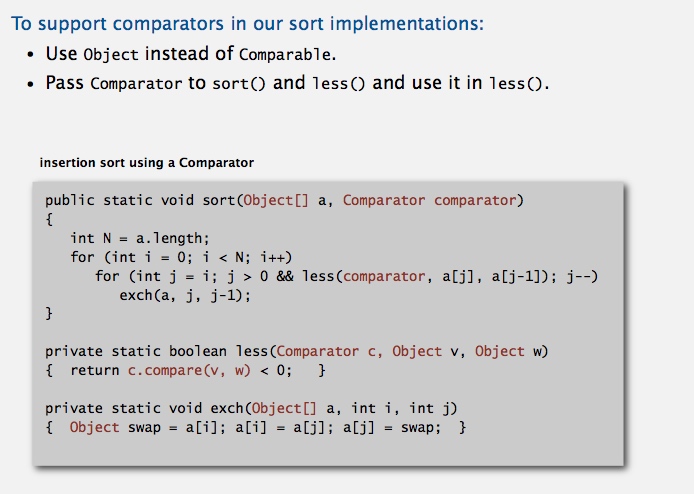 To support comparators in our sort implementations:
• Use Object instead of Comparable.
• Pass Comparator to sort() and less() and use it in less().
insertion sort using a Comparator
public static void sort(Object[] a, Comparator comparator)
{
   int N = a.length;
   for (int i = 0; i < N; i++)
      for (int j = i; j > 0 && less(comparator, a[j], a[j-1]); j--)
         exch(a, j, j-1);
}
private static boolean less(Comparator c, Object v, Object w)
{  return c.compare(v, w) < 0;   }
private static void exch(Object[] a, int i, int j)
{  Object swap = a[i]; a[i] = a[j]; a[j] = swap;  }